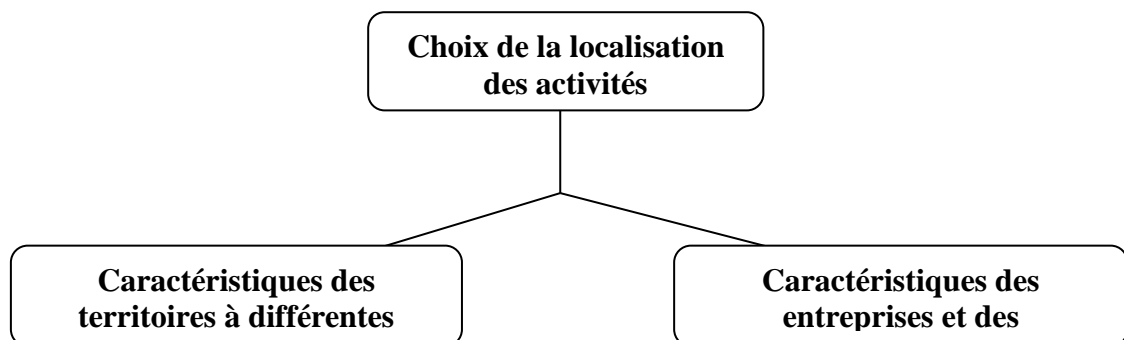 Choix de la localisation
des activités
Caractéristiques des
territoires à différentes
Caractéristiques des
entreprises et des